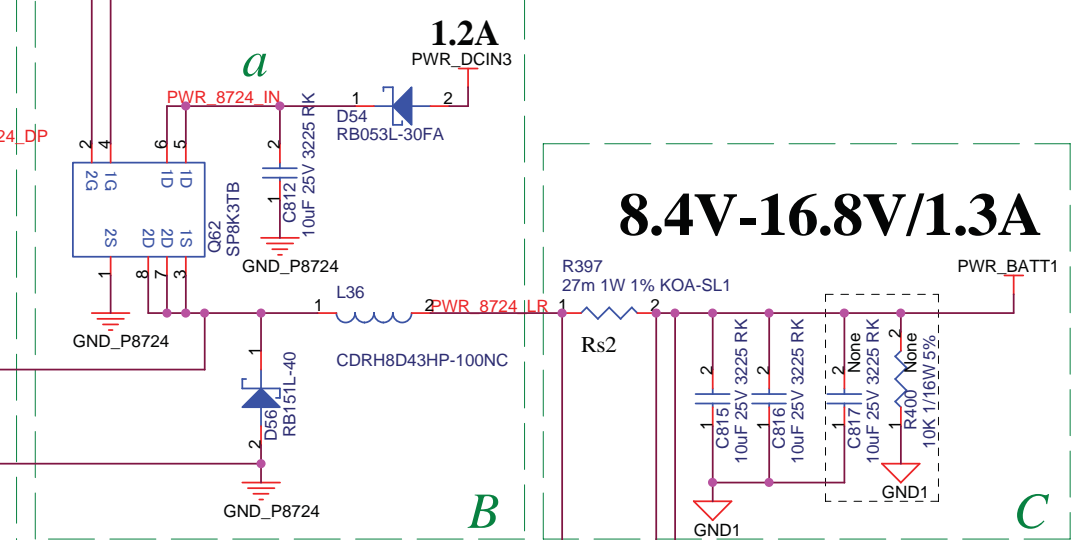 1.2A
PWR_DCIN3
a
PWR_8724_IN
1
2
D54
RB053L-30FA
24_DP
2
4
6
5
2G
1G
1D
1D
2S
2D
2D
1S
Q62
SP8K3TB
1
8
7
3
2
1
C812
10uF 25V 3225 RK
GND_P8724
GND_P8724
L36
1
2
PWR_8724_LR
CDRH8D43HP-100NC
1
2
D56
RB151L-40
GND_P8724
B
8.4V-16.8V/1.3A
R397
27m 1W 1% KOA-SL1
1
2
Rs2
PWR_BATT1
2
1
C815
10uF 25V 3225 RK
2
1
C816
10uF 25V 3225 RK
2
1
None
C817
10uF 25V 3225 RK
2
1
None
R400
10K 1/16W 5%
GND1
GND1
C